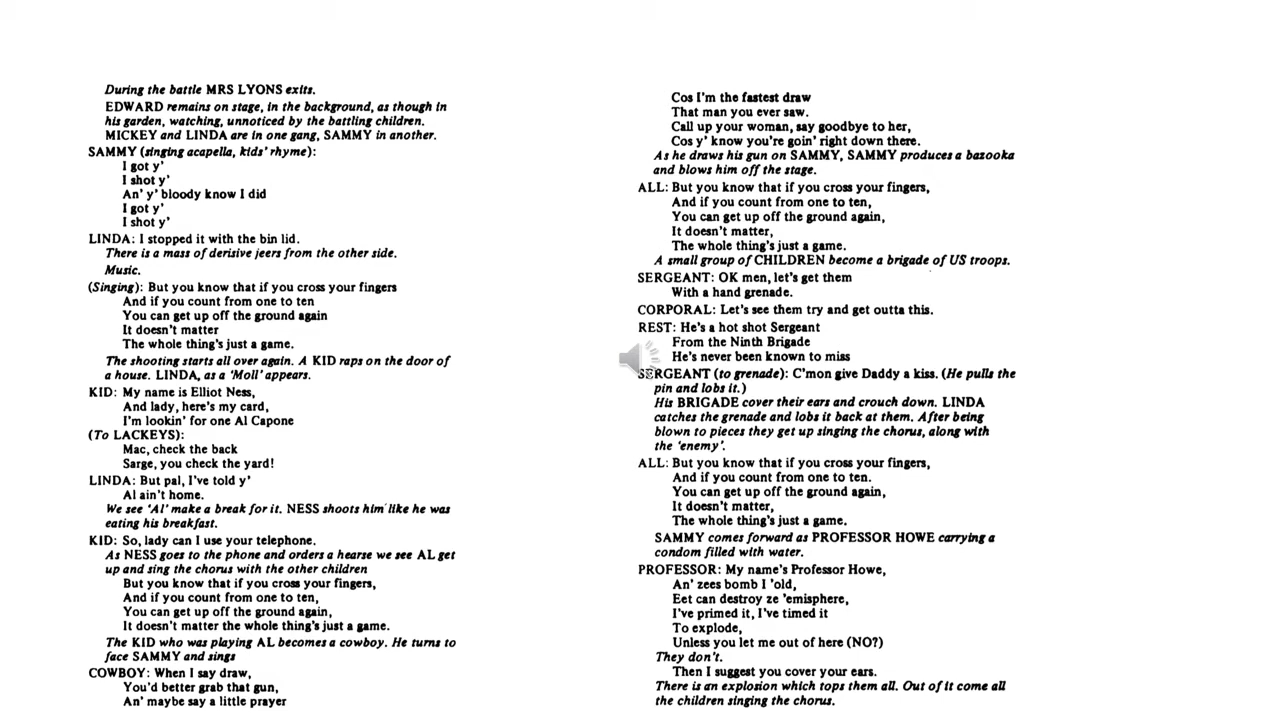 During the battle MRS LYONS exits.
EDWARD remains on stage, in the background, as though in
his garden, watching, unnoticed by the battling children.
MICKEY and LINDA are in one gang, SAMMY in another.
SAMMY (singing acapella, kids' rhyme):
I got y'
I shot y'
An' y' bloody know I did
I got y'
I shot y'
LINDA: I stopped it with the bin lid.
There is a mass of derisive jeers from the other side.
Music.
(Singing): But you know that if you cross your fingers
And if you count from one to ten
You can get up off the ground again
It doesn't matter
The whole thing's just a game.
The shooting starts all over again. A KID raps on the door of
a house. LINDA, as a 'Moll' appears.
KID: My name is Elliot Ness,
And lady, here's my card,
I'm lookin' for one Al Capone
(To LACKEYS):
Mac, check the back
Sarge, you check the yard!
LINDA: But pal, I've told y'
Al ain't home.
We see 'Al' make a break for it. NESS shoots him like he was
eating his breakfast.
KID: So, lady can I use your telephone.
As NESS goes to the phone and orders a hearse we see AL get
up and sing the chorus with the other children
But you know that if you cross your fingers,
And if you count from one to ten,
You can get up off the ground again,
It doesn't matter the whole thing's just a game.
The KID who was playing AL becomes a cowboy. He turns to
face SAMMY and sings
COWBOY: When I say draw,
You'd better grab that gun,
An' maybe say a little prayer
Cos I'm the fastest draw
That man you ever saw.
Call up your woman, say goodbye to her,
Cos y' know you're goin' right down there.
As he draws his gun on SAMMY, SAMMY produces a bazooka
and blows him off the stage.
ALL: But you know that if you cross your fingers,
And if you count from one to ten,
You can get up off the ground again,
It doesn't matter,
The whole thing's just a game.
A small group of CHILDREN become a brigade of US troops.
SERGEANT: OK men, let's get them
With a hand grenade.
CORPORAL: Let's see them try and get outta this.
REST: He's a hot shot Sergeant
From the Ninth Brigade
He's never been known to miss
SERGEANT (to grenade): C'mon give Daddy a kiss. (He pulls the
pin and lobs it.)
His BRIGADE cover their ears and crouch down. LINDA
catches the grenade and lobs it back at them. After being
blown to pieces they get up singing the chorus, along with
the 'enemy'.
ALL: But you know that if you cross your fingers,
And if you count from one to ten.
You can get up off the ground again,
It doesn't matter,
The whole thing's just a game.
SAMMY comes forward as PROFESSOR HOWE carrying a
condom filled with water.
PROFESSOR: My name's Professor Howe,
An' zees bomb I 'old,
Eet can destroy ze 'emisphere,
I've primed it, I've timed it
To explode,
Unless you let me out of here (NO?)
They don't.
Then I suggest you cover your ears.
There is an explosion which tops them all. Out of it come all
the children singing the chorus.